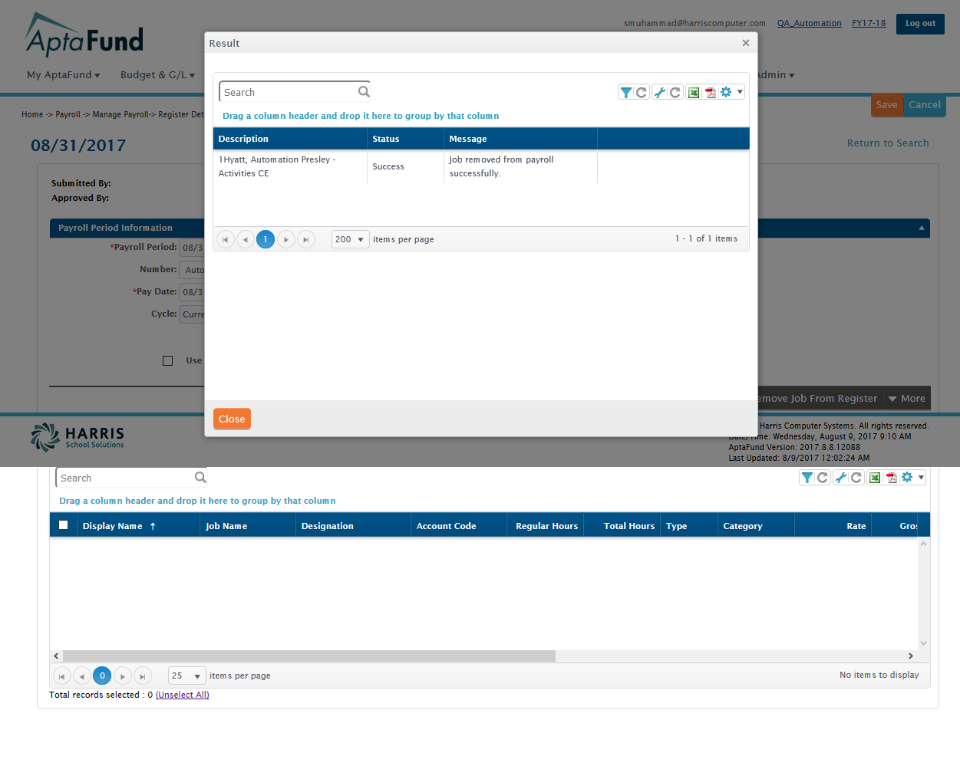 smuhammad@harriscomputer.com QA_Automation FY17-18 Log out
AptaFund
Result
My AptaFund Budget & G/L
Search
Drag a column header and drop it here to group by that column
Home -> Payroll -> Manage Payroll-> Register Det
Save Cancel
Description Status Message
08/31/2017
Return to Search
1Hyatt, Automation Presley -
Activities CE
Success
Job removed from payroll
successfully.
Submitted By:
Approved By:
Payroll Period Information
1
200 items per page
1 - 1 of 1 items
*Payroll Period: 08/3
Number: Auto
*Pay Date: 08/3
Cycle: Curre
Use
More
Close
HARRIS
School Solutions
Harris Computer Systems. All rights reserved.
Date/Time: Wednesday, August 9, 2017 9:10 AM
AptaFund Version: 2017.8.8.12088
Last Updated: 8/9/2017 12:02:24 AM
Search
Drag a column header and drop it here to group by that column
Display Name ↑ Job Name Designation Account Code Regular Hours Total Hours Type Category Rate Gros
0
25 items per page
No items to display
Total records selected : 0 (Unselect All)